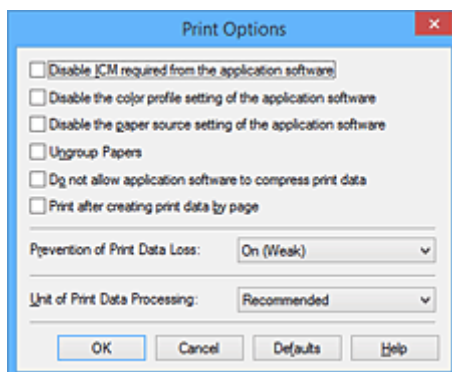 Print Options
Disable ICM required from the application software
Disable the color profile setting of the application software
Disable the paper source setting of the application software
Ungroup Papers
Do not allow application software to compress print data
Print after creating print data by page
Prevention of Print Data Loss: On (Weak)
Unit of Print Data Processing: Recommended
OK Cancel Defaults Help